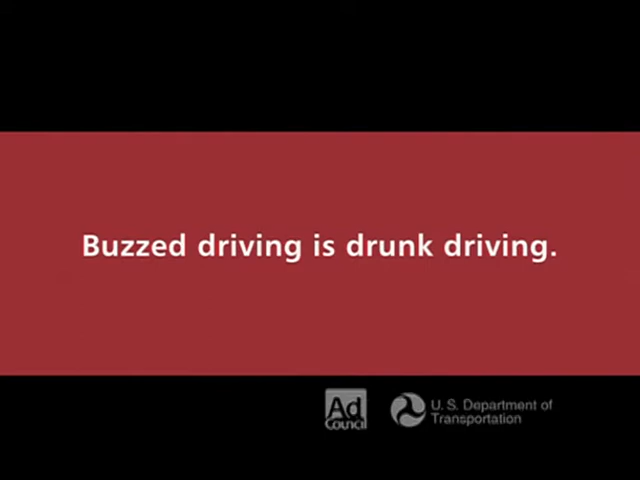 Buzzed driving is drunk driving.
Ad
Council
U. S. Department of
Transportation